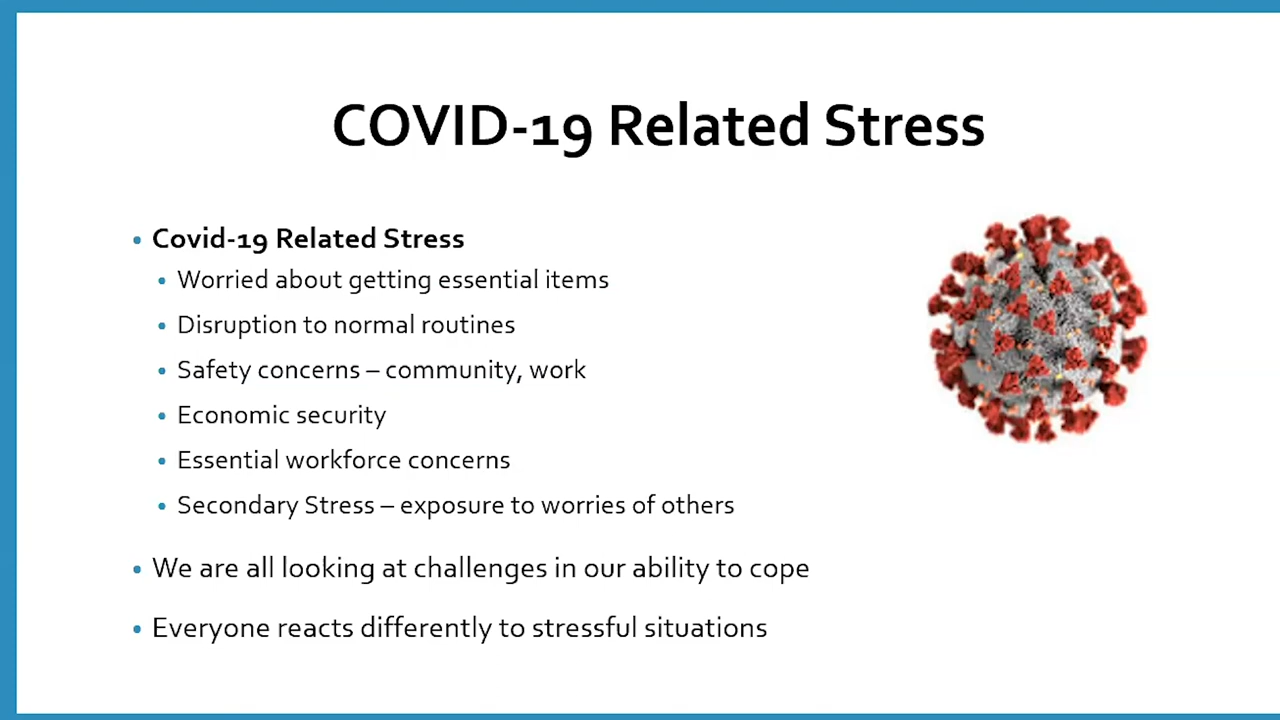 COVID-19 Related Stress
• Covid-19 Related Stress
• Worried about getting essential items
• Disruption to normal routines
• Safety concerns – community, work
• Economic security
• Essential workforce concerns
• Secondary Stress – exposure to worries of others
• We are all looking at challenges in our ability to cope
• Everyone reacts differently to stressful situations